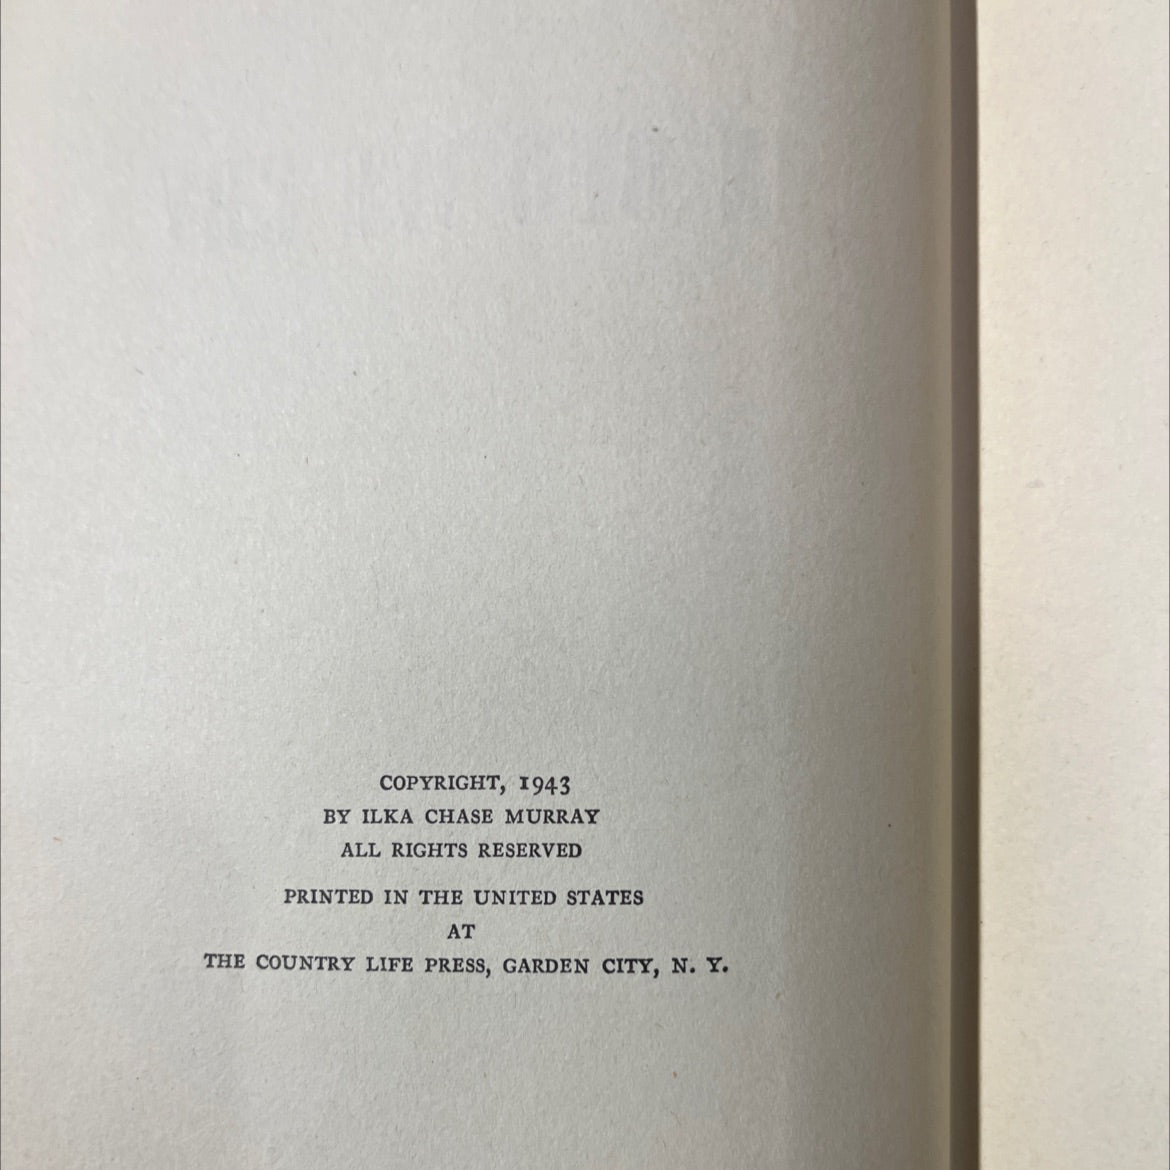 COPYRIGHT, 1943
BY ILKA CHASE MURRAY
ALL RIGHTS RESERVED
PRINTED IN THE UNITED STATES
AT
THE COUNTRY LIFE PRESS, GARDEN CITY, N. Y.